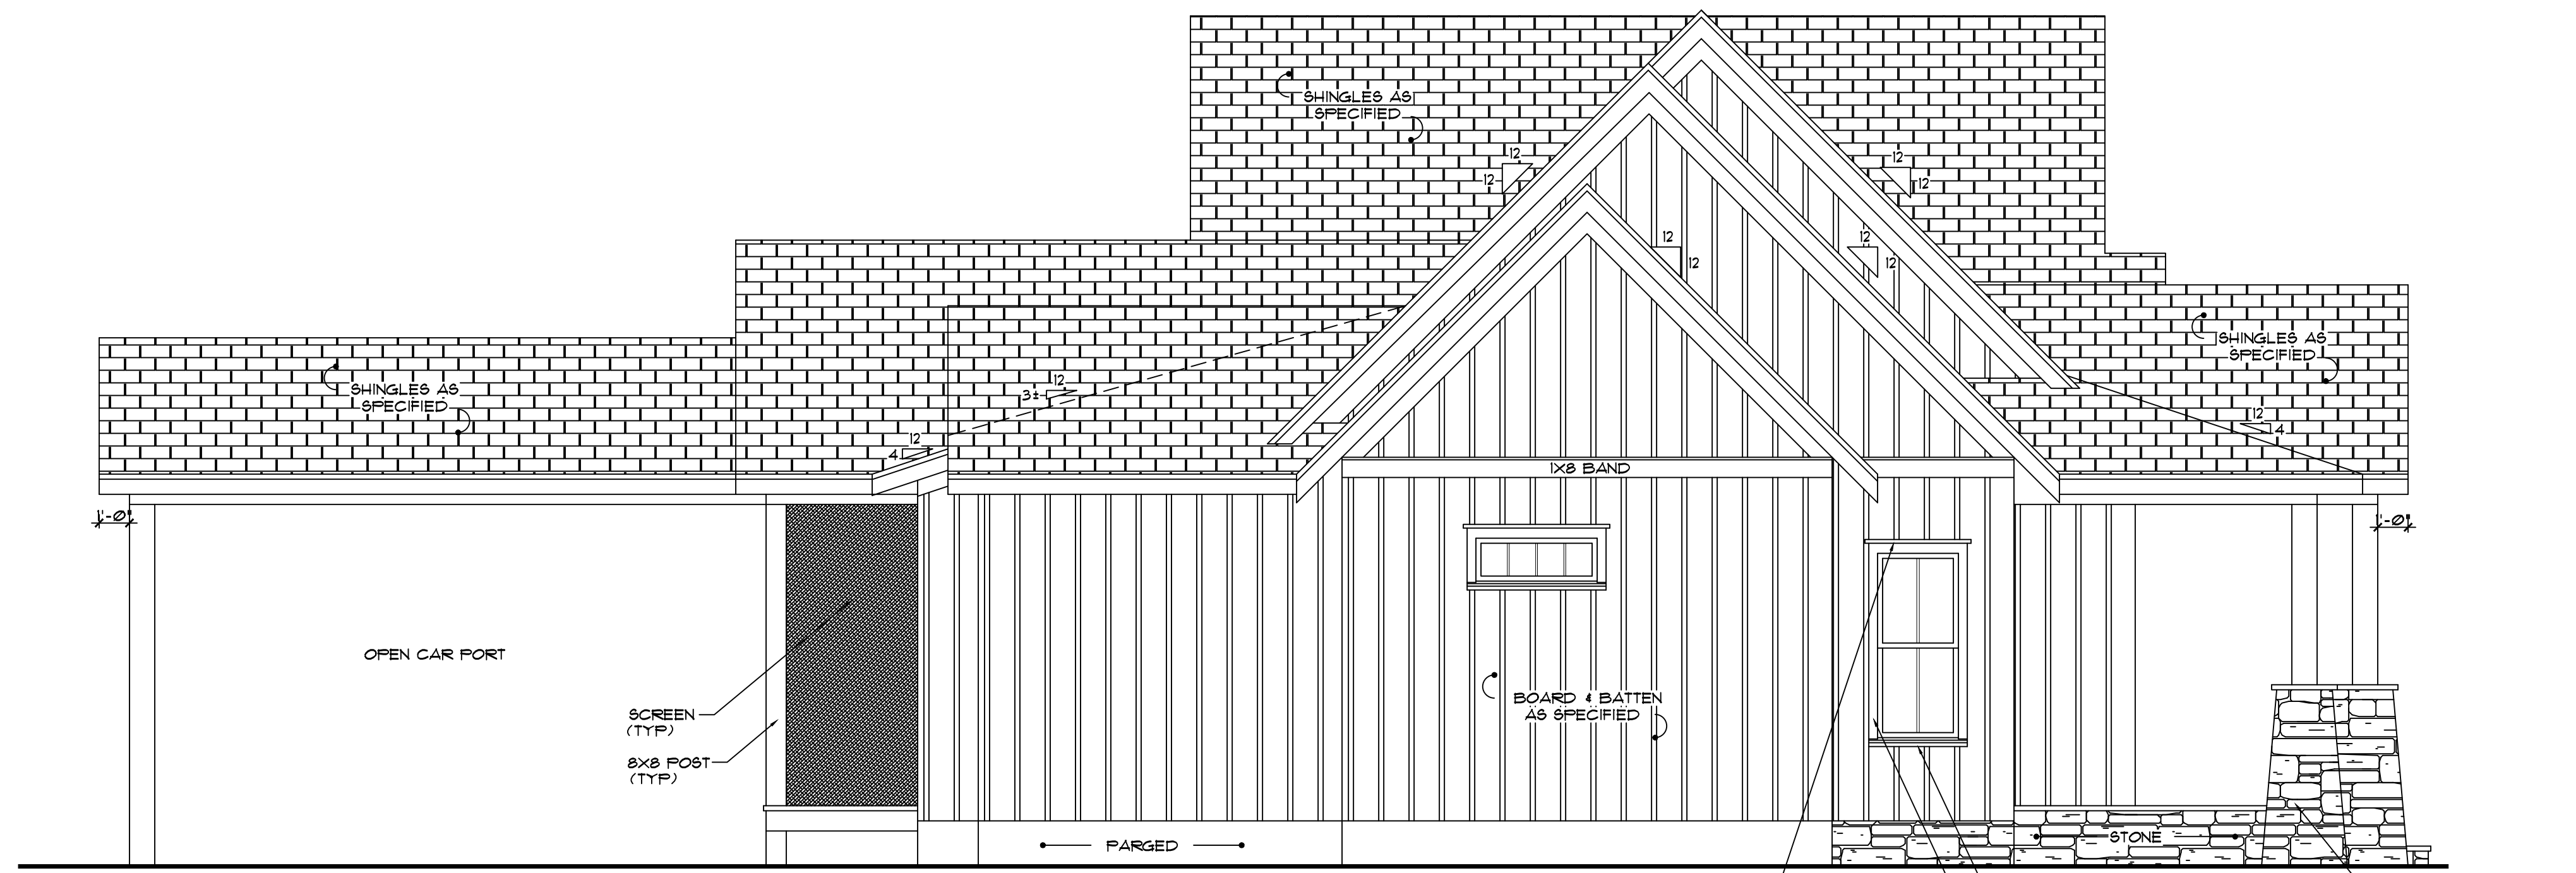 SHINGLES AS
SPECIFIED
12
12
12
12
12
12
12
12
SHINGLES AS
SPECIFIED
12
3±
SHINGLES AS
SPECIFIED
12
4
12
4
1X8 BAND
1'-0"
1'-0"
OPEN CAR PORT
SCREEN
(TYP)
8X8 POST
(TYP)
BOARD & BATTEN
AS SPECIFIED
PARGED
STONE